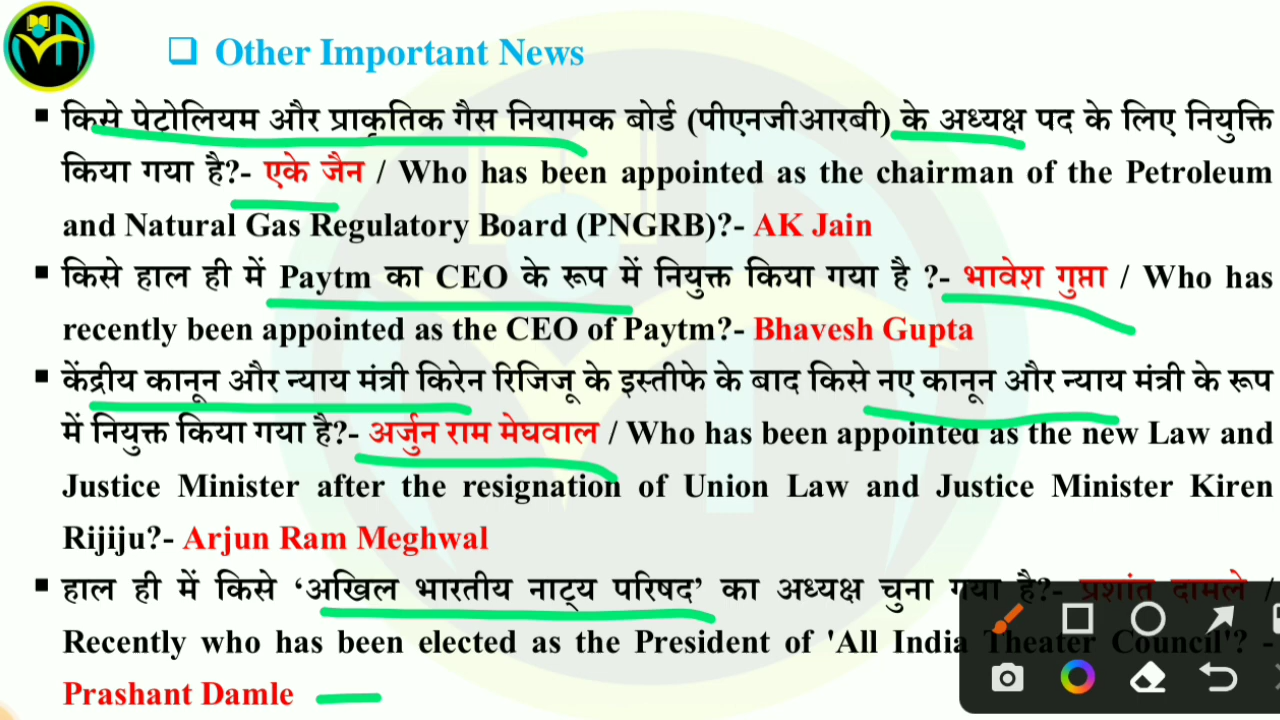 Other Important News
किसे पेटोलियम और प्राकृतिक गैस नियामक बोर्ड (पीएनजीआरबी) के अध्यक्ष पद के लिए नियुक्ति
किया गया है?- एके जैन / Who has been appointed as the chairman of the Petroleum
and Natural Gas Regulatory Board (PNGRB)?- AK Jain
किसे हाल ही में Paytm का CEO के रूप में नियुक्त किया गया है ?- भावेश गुप्ता / Who has
recently been appointed as the CEO of Paytm?- Bhavesh Gupta
केंद्रीय कानून और न्याय मंत्री किरेन रिजिजू के इस्तीफे के बाद किसे नए कानून और न्याय मंत्री के रूप
में नियुक्त किया गया है?- अर्जुन राम मेघवाल / Who has been appointed as the new Law and
Justice Minister after the resignation of Union Law and Justice Minister Kiren
Rijiju?- Arjun Ram Meghwal
हाल ही में किसे ‘अखिल भारतीय नाट्य परिषद’ का अध्यक्ष चुना गया है?- प्रशांत दामले /
Recently who has been elected as the President of 'All India Theater Council'? -
Prashant Damle